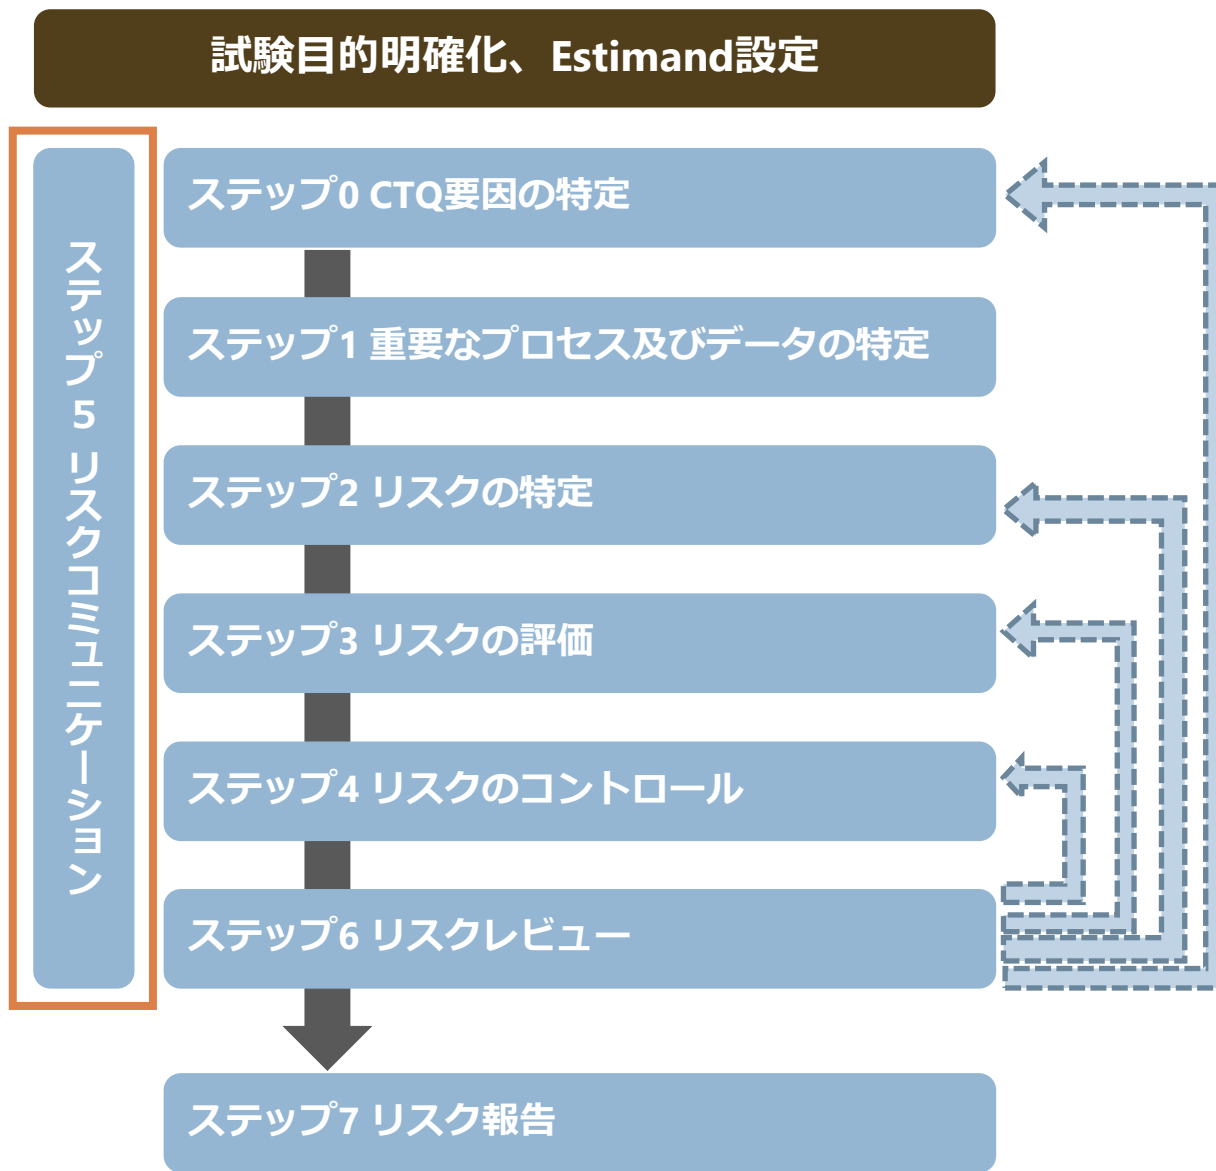 試験目的明確化、Estimand設定
ステップ0 CTQ要因の特定
ステップ1 重要なプロセス及びデータの特定
ステップ2 リスクの特定
ステップ3 リスクの評価
ステップ4 リスクのコントロール
ステップ5 リスクコミュニケーション
ステップ6 リスクレビュー
ステップ7 リスク報告